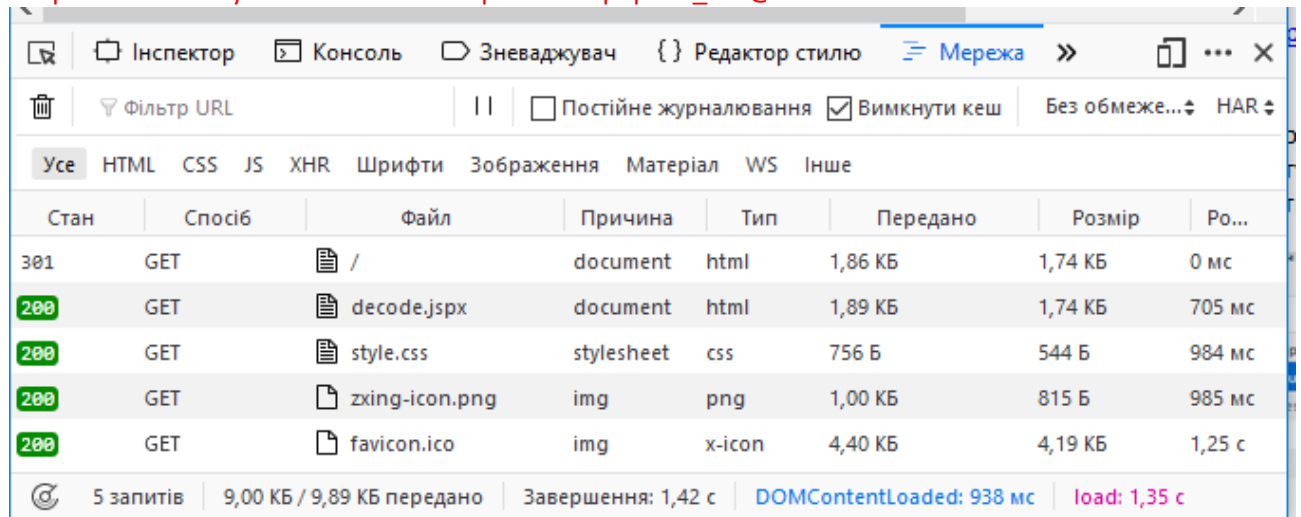 Інспектор Консоль Зневаджувач {} Редактор стилю Мережа
Фільтр URL Постійне журналювання Вимкнути кеш Без обмеже... HAR
Усе HTML CSS JS XHR Шрифти Зображення Матеріал WS Інше
Стан Спосіб Файл Причина Тип Передано Розмір Ро...
301 GET / document html 1,86 КБ 1,74 КБ 0 мс
200 GET decode.jspx document html 1,89 КБ 1,74 КБ 705 мс
200 GET style.css stylesheet css 756 Б 544 Б 984 мс
200 GET zxing-icon.png img png 1,00 КБ 815 Б 985 мс
200 GET favicon.ico img x-icon 4,40 КБ 4,19 КБ 1,25 с
5 запитів 9,00 КБ / 9,89 КБ передано Завершення: 1,42 с DOMContentLoaded: 938 мс load: 1,35 с